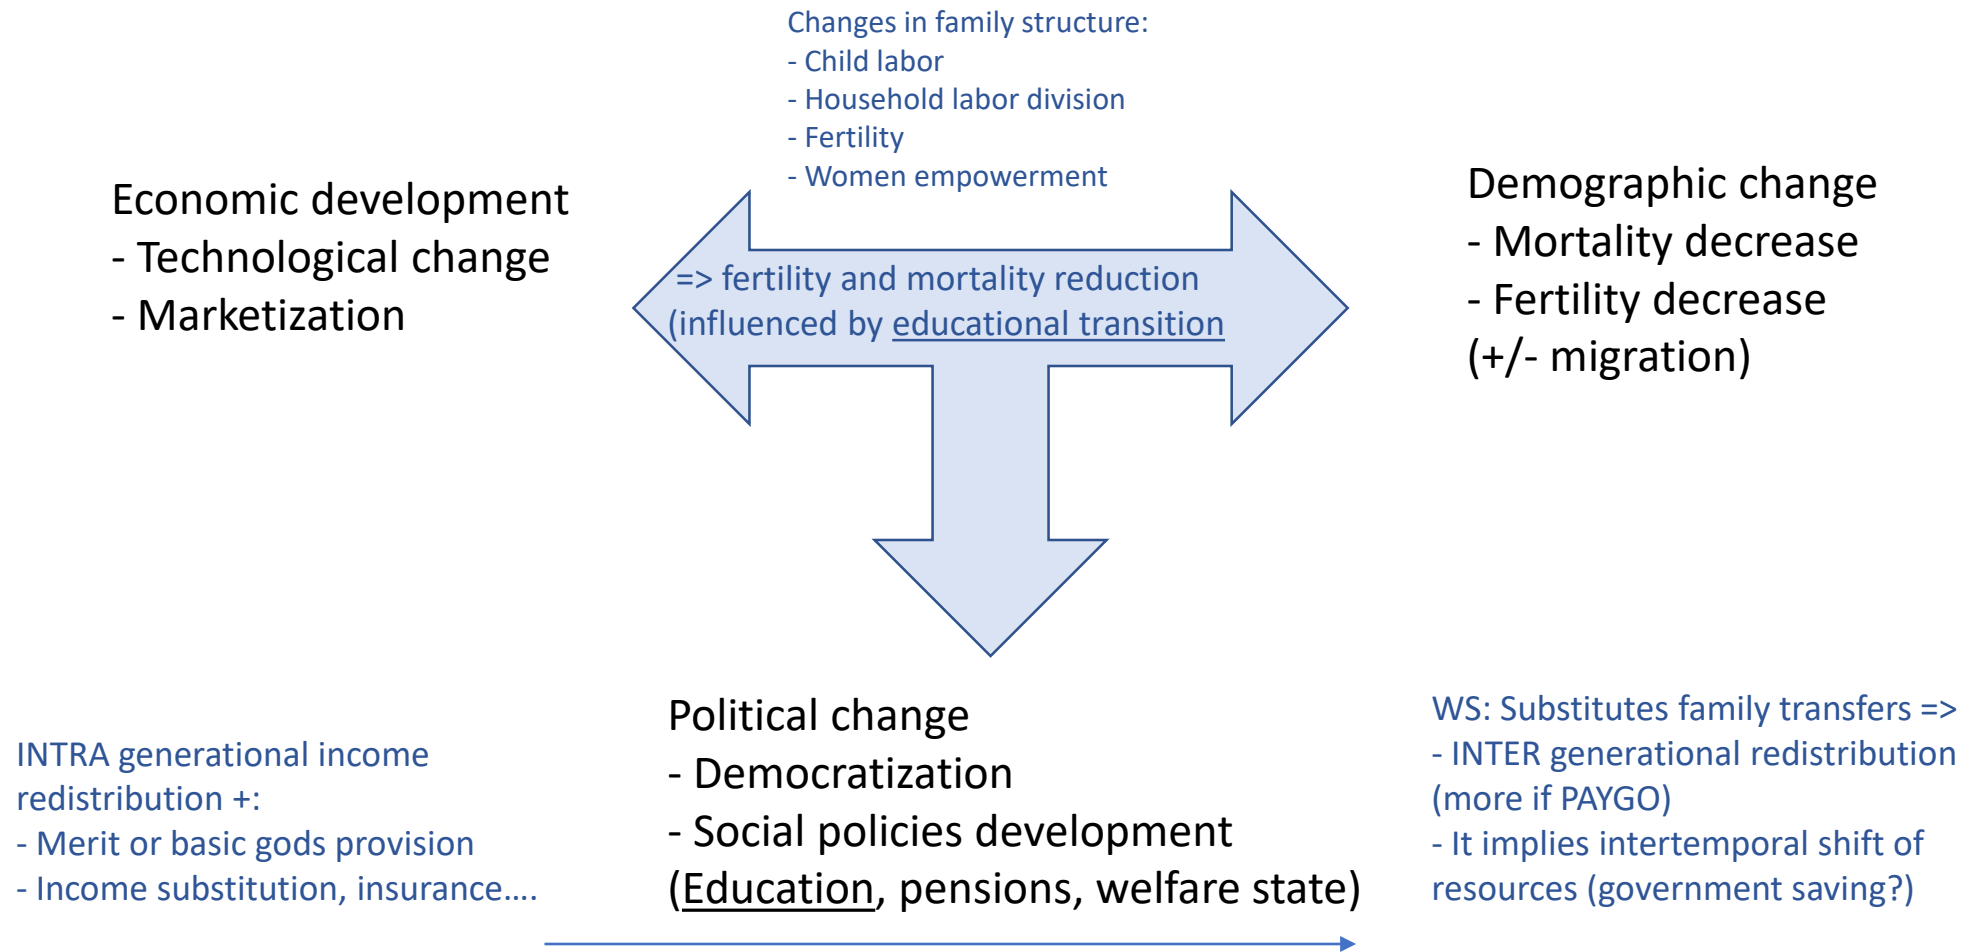 Changes in family structure:
- Child labor
- Household labor division
- Fertility
- Women empowerment
Economic development
- Technological change
- Marketization
=> fertility and mortality reduction
(influenced by educational transition
Demographic change
- Mortality decrease
- Fertility decrease
(+/- migration)
INTRA generational income
redistribution +:
- Merit or basic gods provision
- Income substitution, insurance….
Political change
- Democratization
- Social policies development
(Education, pensions, welfare state)
WS: Substitutes family transfers =>
- INTER generational redistribution
(more if PAYGO)
- It implies intertemporal shift of
resources (government saving?)